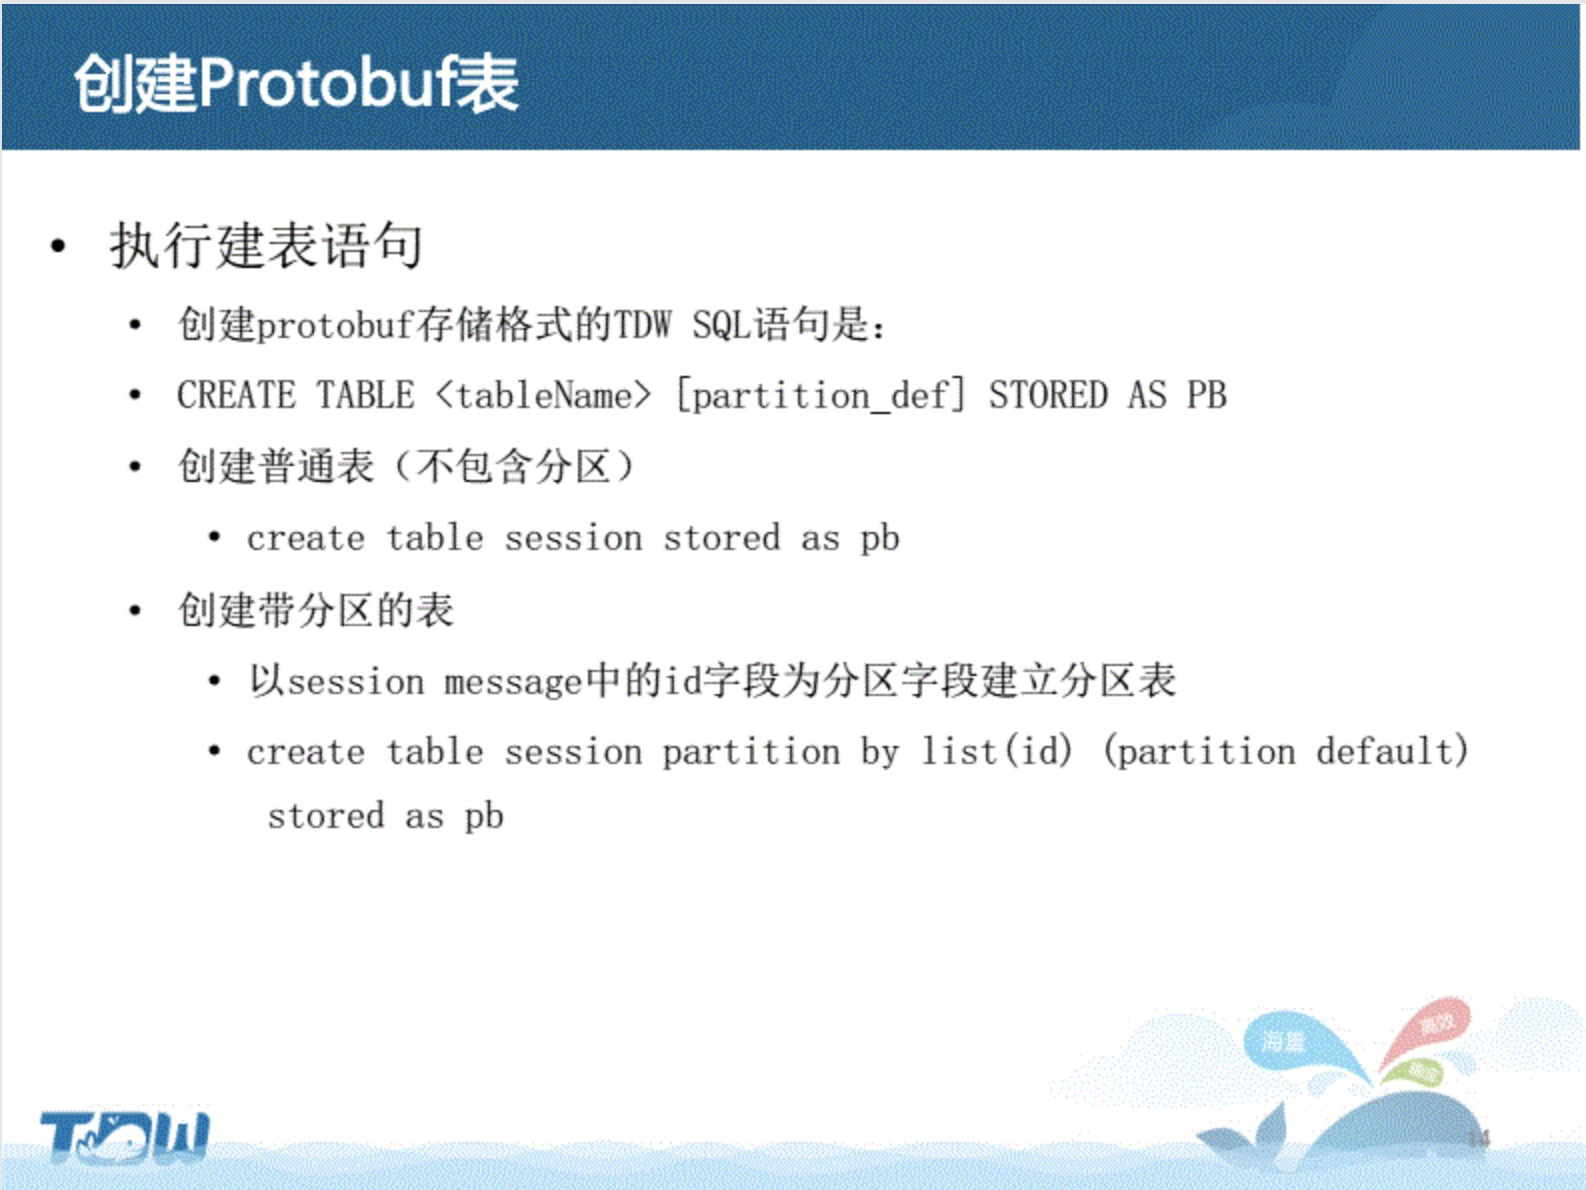 创建Protobuf表
• 执行建表语句
• 创建protobuf存储格式的TDW SQL语句是：
• CREATE TABLE <tableName> [partition_def] STORED AS PB
• 创建普通表（不包含分区）
• create table session stored as pb
• 创建带分区的表
• 以session message中的id字段为分区字段建立分区表
• create table session partition by list(id) (partition default)
stored as pb
海量
高效
TDW
14